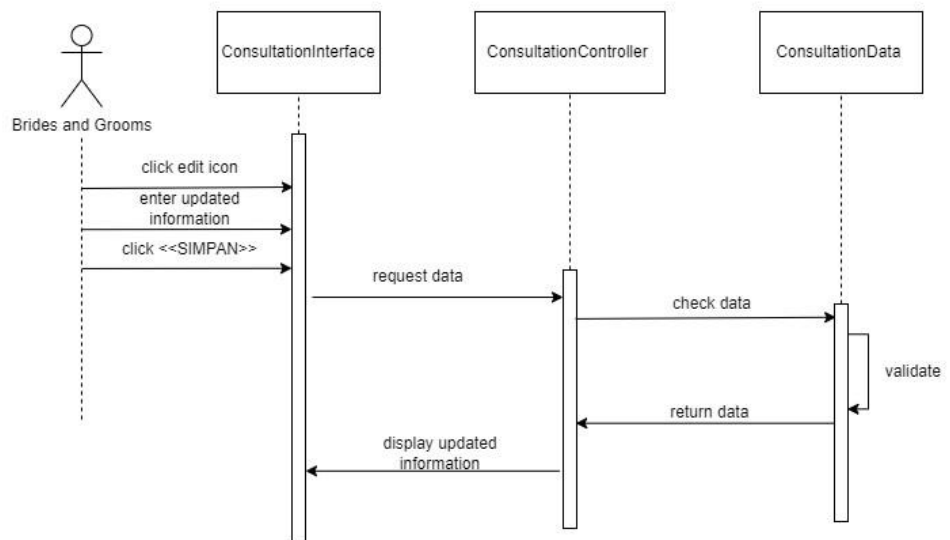 ConsultationInterface
ConsultationController
ConsultationData
Brides and Grooms
click edit icon
enter updated
information
click <<SIMPAN>>
request data
check data
validate
return data
display updated
information